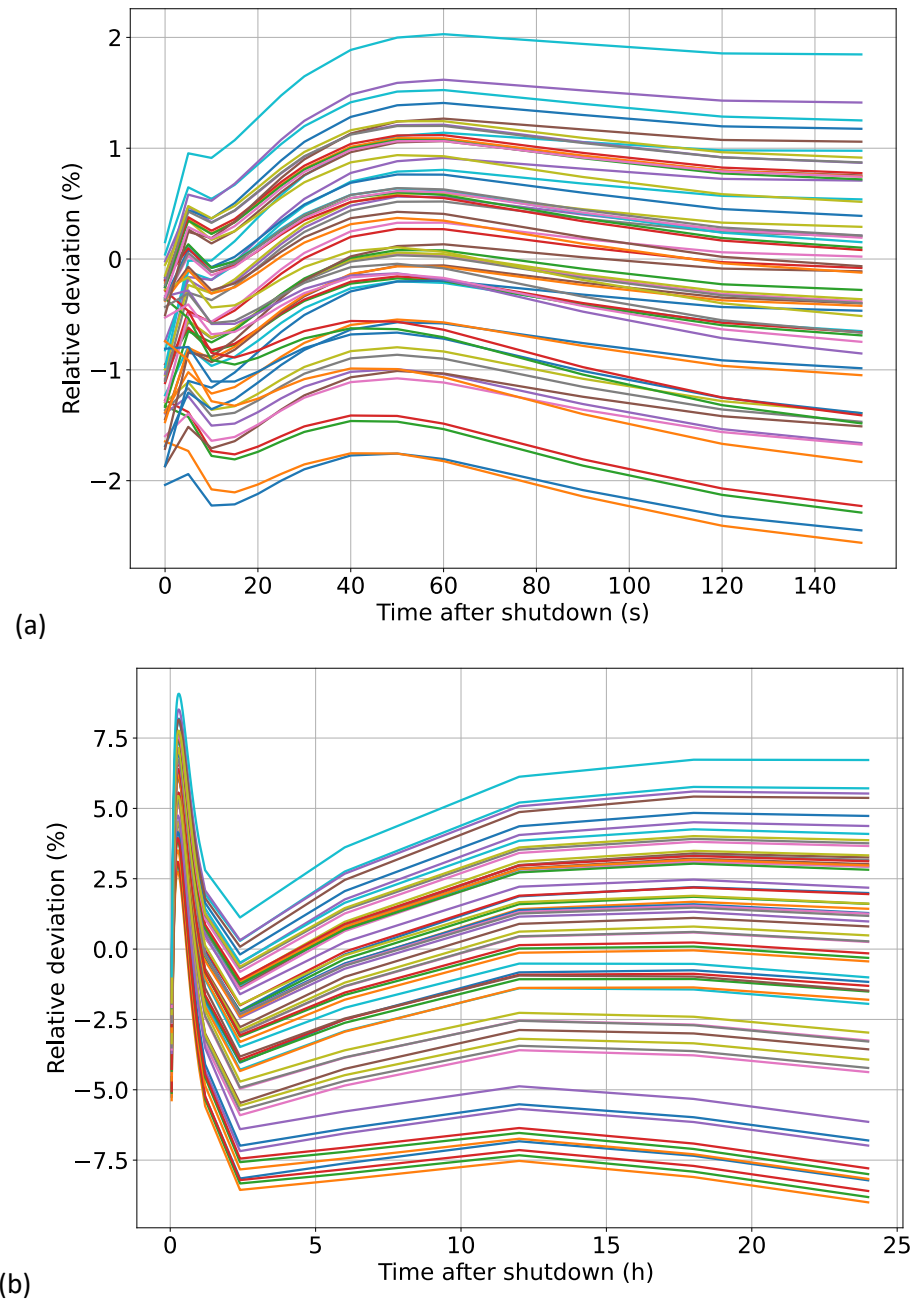 2
1
0
−1
−2
Relative deviation (%)
0 20 40 60 80 100 120 140
Time after shutdown (s)
(a)
7.5
5.0
2.5
0.0
−2.5
−5.0
−7.5
Relative deviation (%)
0 5 10 15 20 25
Time after shutdown (h)
(b)